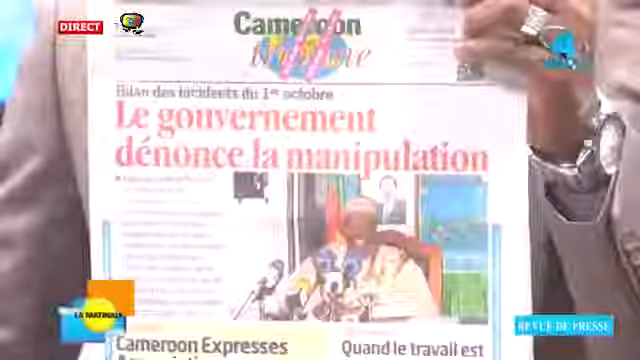 DIRECT
Cameroon
tribune
Bilan des incidents du 1er octobre
Le gouvernement
dénonce la manipulation
LA MATINALE
REVUE DE PRESSE
Cameroon Expresses
Quand le travail est